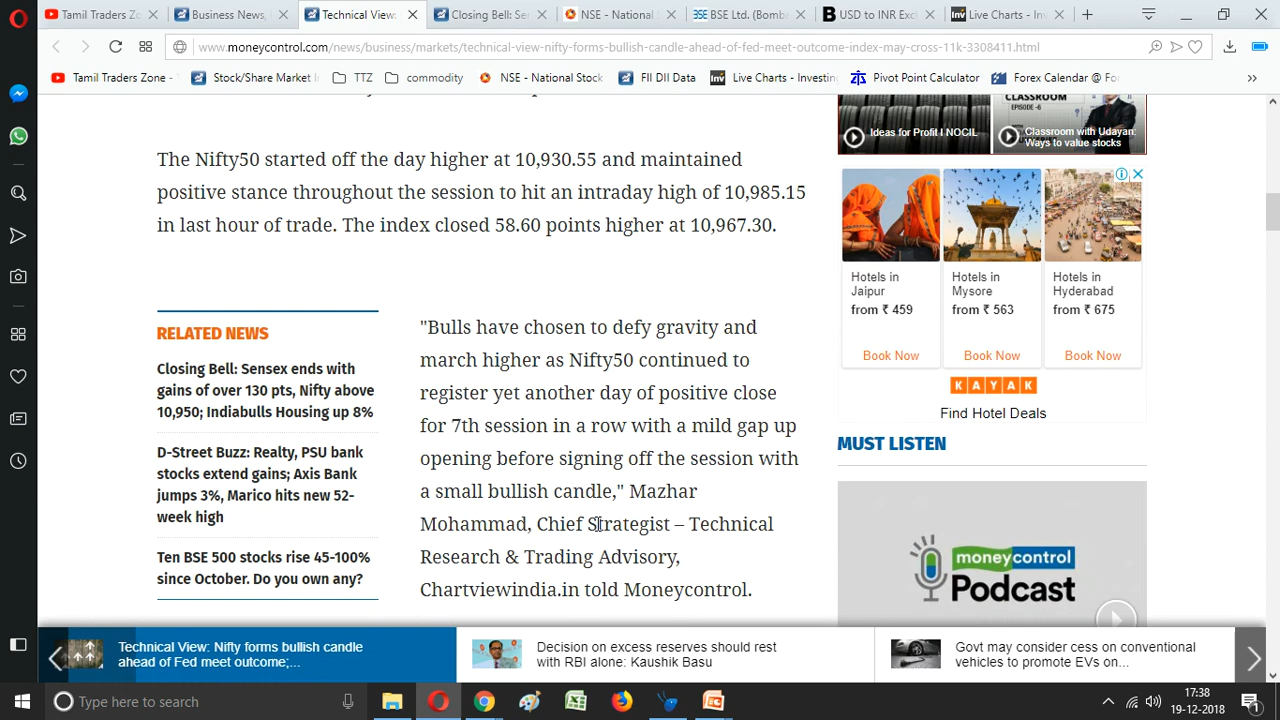 Tamil Traders Zo
Business News,
Technical View:
Closing Bell: Sen
NSE - National S
BSE Ltd. (Bomba
USD to INR Exc
Live Charts - Inv
www.moneycontrol.com/news/business/markets/technical-view-nifty-forms-bullish-candle-ahead-of-fed-meet-outcome-index-may-cross-11k-3308411.html
Tamil Traders Zone -
Stock/Share Market
TTZ
commodity
NSE - National Stock
FII DII Data
Live Charts - Investin
Pivot Point Calculator
Forex Calendar @ Fo
The Nifty50 started off the day higher at 10,930.55 and maintained
positive stance throughout the session to hit an intraday high of 10,985.15
in last hour of trade. The index closed 58.60 points higher at 10,967.30.
RELATED NEWS
Closing Bell: Sensex ends with
gains of over 130 pts, Nifty above
10,950; Indiabulls Housing up 8%
D-Street Buzz: Realty, PSU bank
stocks extend gains; Axis Bank
jumps 3%, Marico hits new 52-
week high
Ten BSE 500 stocks rise 45-100%
since October. Do you own any?
"Bulls have chosen to defy gravity and
march higher as Nifty50 continued to
register yet another day of positive close
for 7th session in a row with a mild gap up
opening before signing off the session with
a small bullish candle," Mazhar
Mohammad, Chief Strategist – Technical
Research & Trading Advisory,
Chartviewindia.in told Moneycontrol.
Ideas for Profit I NOCIL
CLASSROOM
EPISODE -6
Classroom with Udayan:
Ways to value stocks
Hotels in
Jaipur
from ₹ 459
Book Now
Hotels in
Mysore
from ₹ 563
Book Now
Hotels in
Hyderabad
from ₹ 675
Book Now
KAYAK
Find Hotel Deals
MUST LISTEN
moneycontrol
Podcast
Technical View: Nifty forms bullish candle
ahead of Fed meet outcome;...
Decision on excess reserves should rest
with RBI alone: Kaushik Basu
Govt may consider cess on conventional
vehicles to promote EVs on...
Type here to search
17:38
19-12-2018
1